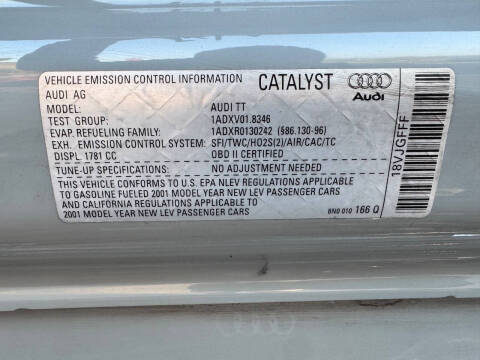 VEHICLE EMISSION CONTROL INFORMATION CATALYST
AUDI AG Audi
MODEL: AUDI TT
TEST GROUP: 1ADXV01.8346
EVAP. REFUELING FAMILY: 1ADXR0130242 (§86.130-96)
EXH. EMISSION CONTROL SYSTEM: SFI/TWC/HO2S(2)/AIR/CAC/TC
DISPL. 1781 CC OBD II CERTIFIED
TUNE-UP SPECIFICATIONS: NO ADJUSTMENT NEEDED
THIS VEHICLE CONFORMS TO U.S. EPA NLEV REGULATIONS APPLICABLE
TO GASOLINE FUELED 2001 MODEL YEAR NEW LEV PASSENGER CARS
AND CALIFORNIA REGULATIONS APPLICABLE TO
2001 MODEL YEAR NEW LEV PASSENGER CARS
8N0 010 166 Q
18VJGFFF